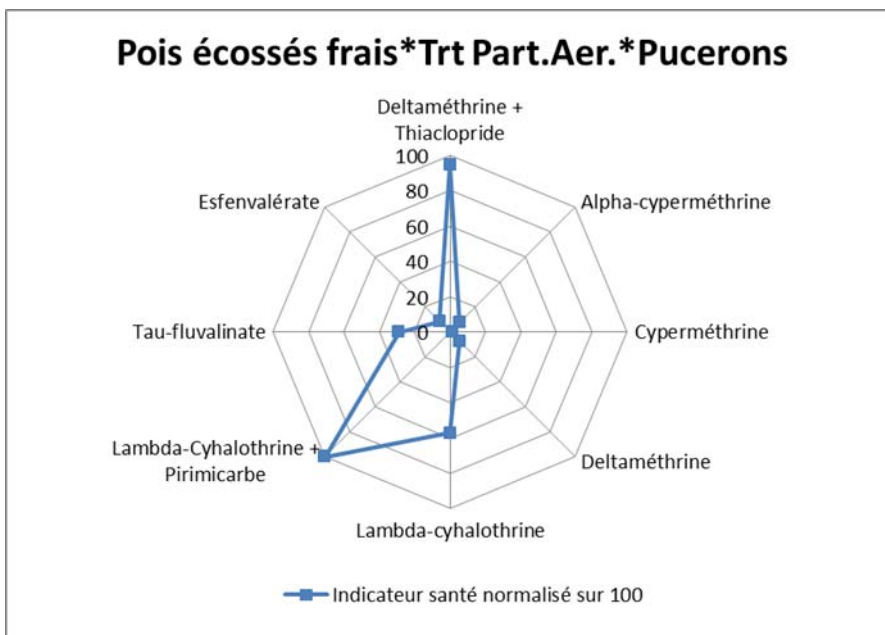 Pois écossés frais*Trt Part.Aer.*Pucerons
Deltaméthrine +
Thiaclopride
100
80
60
40
20
0
Alpha-cyperméthrine
Cyperméthrine
Deltaméthrine
Lambda-cyhalothrine
Lambda-Cyhalothrine +
Pirimicarbe
Tau-fluvalinate
Esfenvalérate
Indicateur santé normalisé sur 100